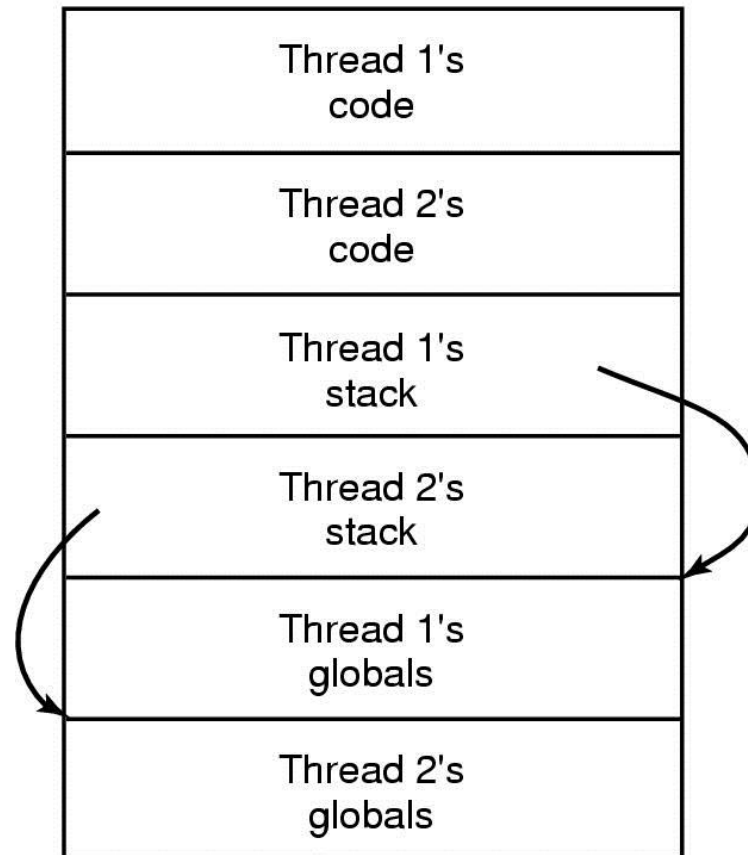 Thread 1's
code
Thread 2's
code
Thread 1's
stack
Thread 2's
stack
Thread 1's
globals
Thread 2's
globals